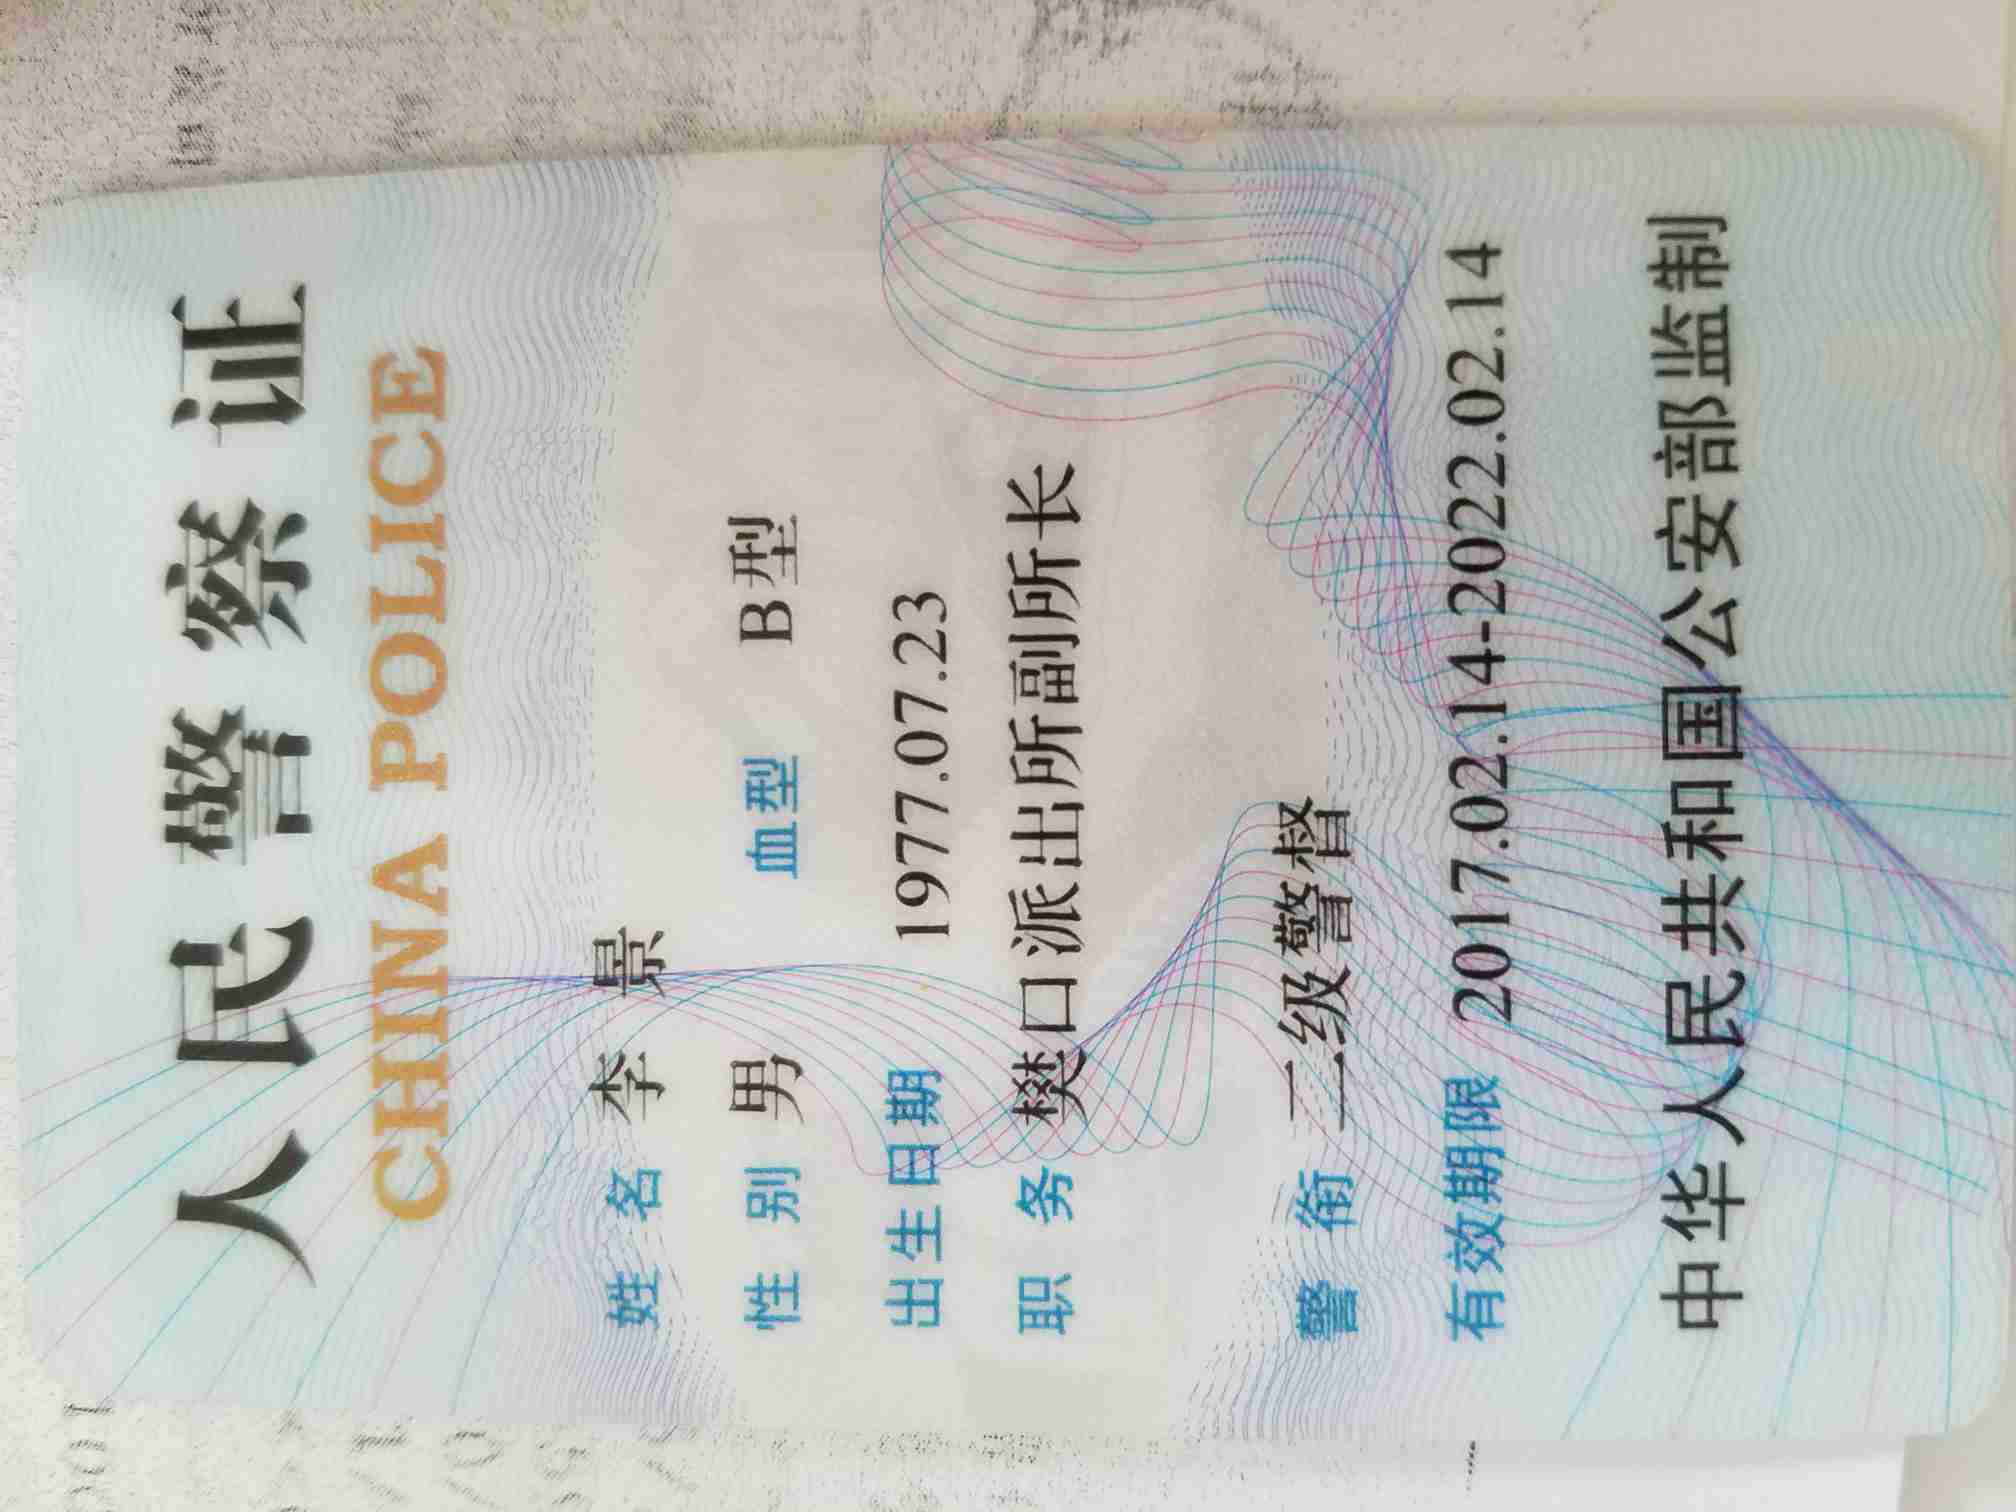 人民警察证
CHINA POLICE
姓 名 李 景
性 别 男 血型 B型
出生日期 1977.07.23
职 务 樊口派出所副所长
警 衔 二级警督
有效期限 2017.02.14-2022.02.14
中华人民共和国公安部监制